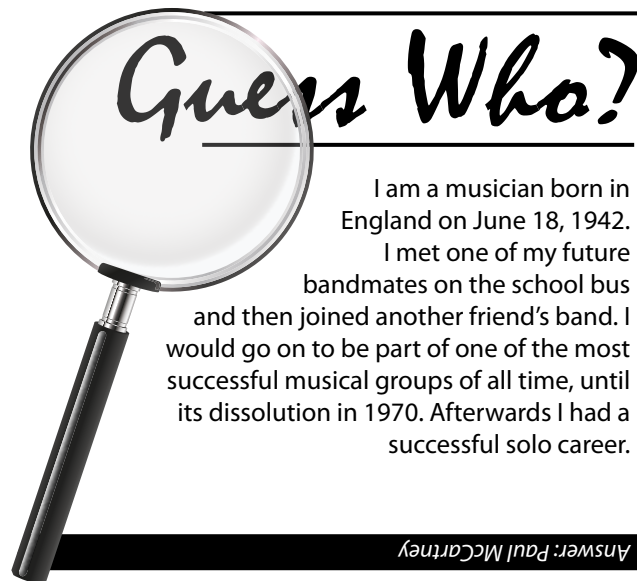 Guess Who?
I am a musician born in
England on June 18, 1942.
I met one of my future
bandmates on the school bus
and then joined another friend’s band. I
would go on to be part of one of the most
successful musical groups of all time, until
its dissolution in 1970. Afterwards I had a
successful solo career.
Answer: Paul McCartney